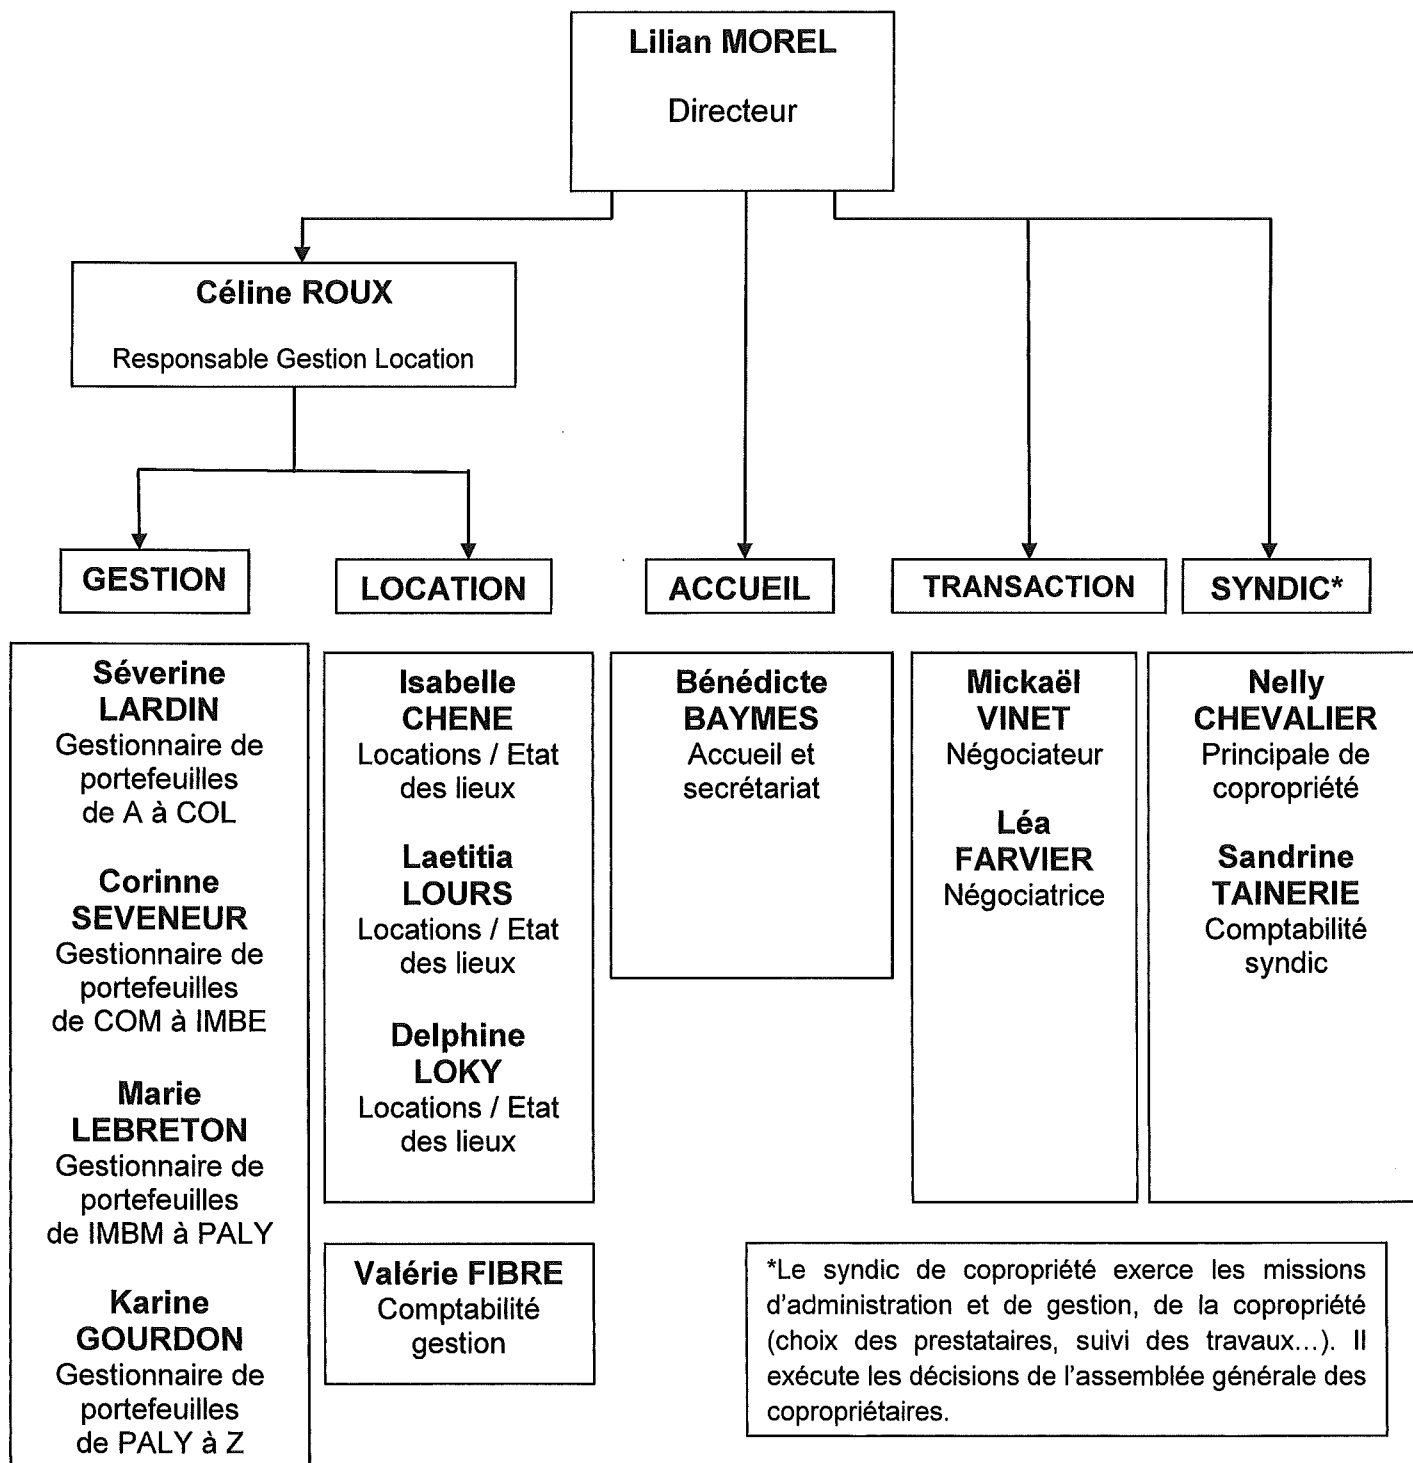 Lilian MOREL
Directeur
Céline ROUX
Responsable Gestion Location
GESTION
LOCATION
ACCUEIL
TRANSACTION
SYNDIC*
Séverine
LARDIN
Gestionnaire de
portefeuilles
de A à COL
Corinne
SEVENEUR
Gestionnaire de
portefeuilles
de COM à IMBE
Marie
LEBRETON
Gestionnaire de
portefeuilles
de IMBM à PALY
Karine
GOURDON
Gestionnaire de
portefeuilles
de PALY à Z
Isabelle
CHENE
Locations / Etat
des lieux
Laetitia
LOURS
Locations / Etat
des lieux
Delphine
LOKY
Locations / Etat
des lieux
Valérie FIBRE
Comptabilité
gestion
Bénédicte
BAYMES
Accueil et
secrétariat
Mickaël
VINET
Négociateur
Léa
FARVIER
Négociatrice
Nelly
CHEVALIER
Principale de
copropriété
Sandrine
TAINERIE
Comptabilité
syndic
*Le syndic de copropriété exerce les missions
d'administration et de gestion, de la copropriété
(choix des prestataires, suivi des travaux…). Il
exécute les décisions de l'assemblée générale des
copropriétaires.